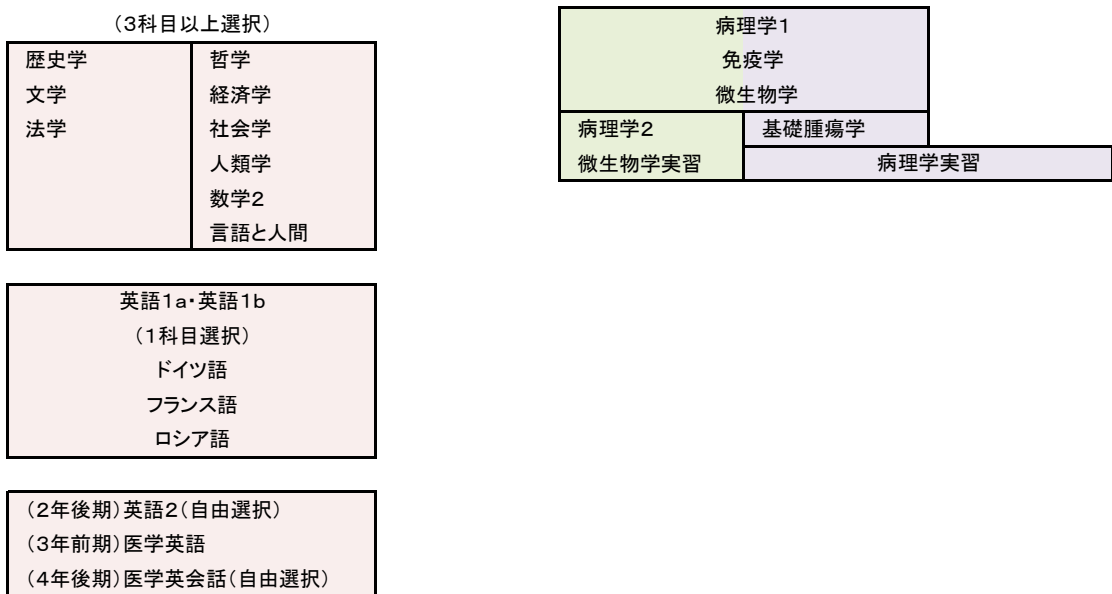 (3科目以上選択)
歴史学
文学
法学
哲学
経済学
社会学
人類学
数学2
言語と人間
英語1a・英語1b
(1科目選択)
ドイツ語
フランス語
ロシア語
(2年後期)英語2(自由選択)
(3年前期)医学英語
(4年後期)医学英会話(自由選択)
病理学1
免疫学
微生物学
病理学2
微生物学実習
基礎腫瘍学
病理学実習